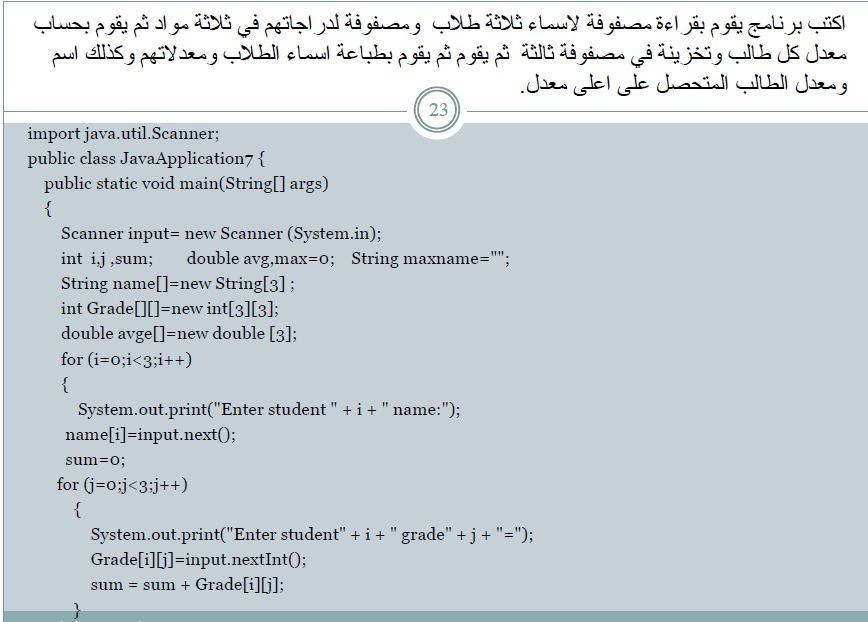 اكتب برنامج يقوم بقراءة مصفوفة لاسماء ثلاثة طلاب ومصفوفة لدراجاتهم في ثلاثة مواد ثم يقوم بحساب
معدل كل طالب وتخزينة في مصفوفة ثالثة ثم يقوم ثم يقوم بطباعة اسماء الطلاب ومعدلاتهم وكذلك اسم
ومعدل الطالب المتحصل على اعلى معدل.
23
import java.util.Scanner;
public class JavaApplication7 {
public static void main(String[] args)
{
Scanner input= new Scanner (System.in);
int i,j ,sum; double avg,max=0; String maxname="";
String name[]=new String[3] ;
int Grade[][]=new int[3][3];
double avge[]=new double [3];
for (i=0;i<3;i++)
{
System.out.print("Enter student " + i + " name:");
name[i]=input.next();
sum=0;
for (j=0;j<3;j++)
{
System.out.print("Enter student" + i + " grade" + j + "=");
Grade[i][j]=input.nextInt();
sum = sum + Grade[i][j];
}